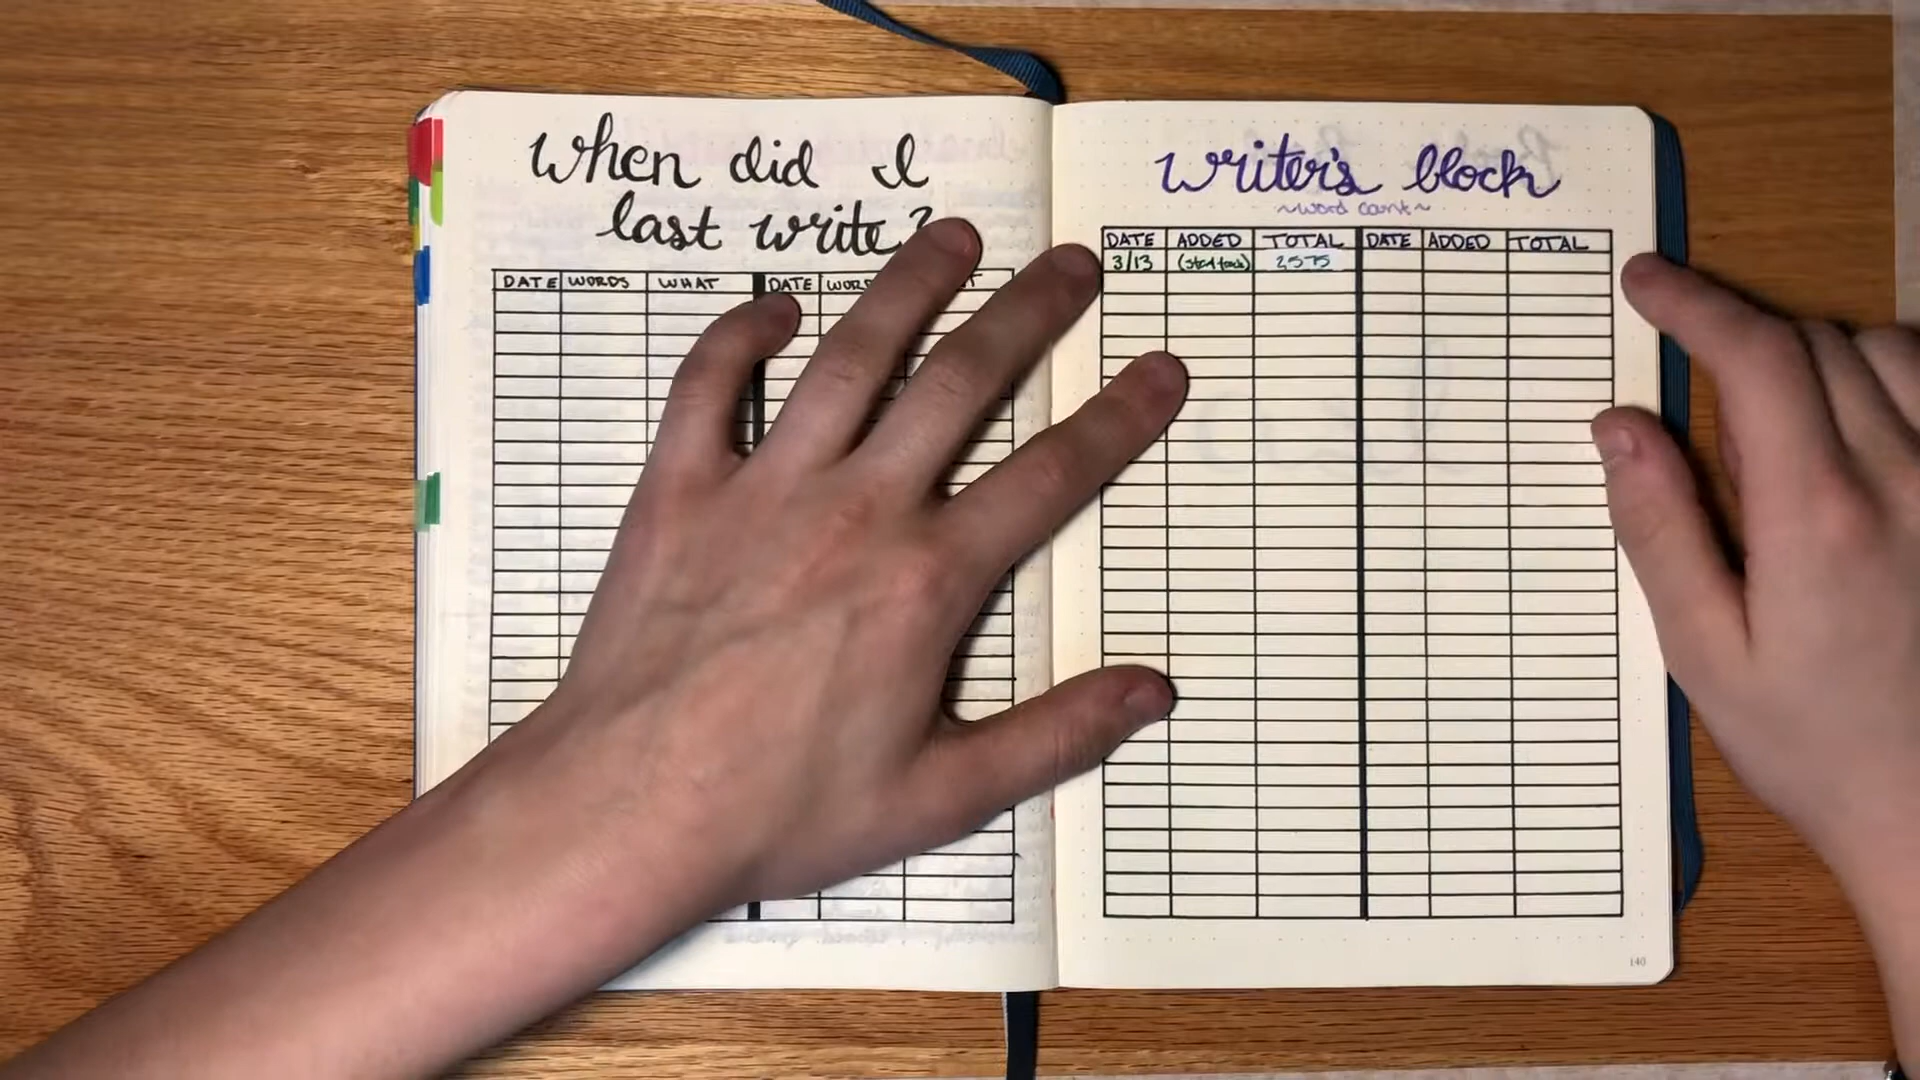 When did I
last write?
DATE WORDS WHAT DATE WORDS
Writer's block
~word count~
DATE ADDED TOTAL DATE ADDED TOTAL
3/13 2575
140